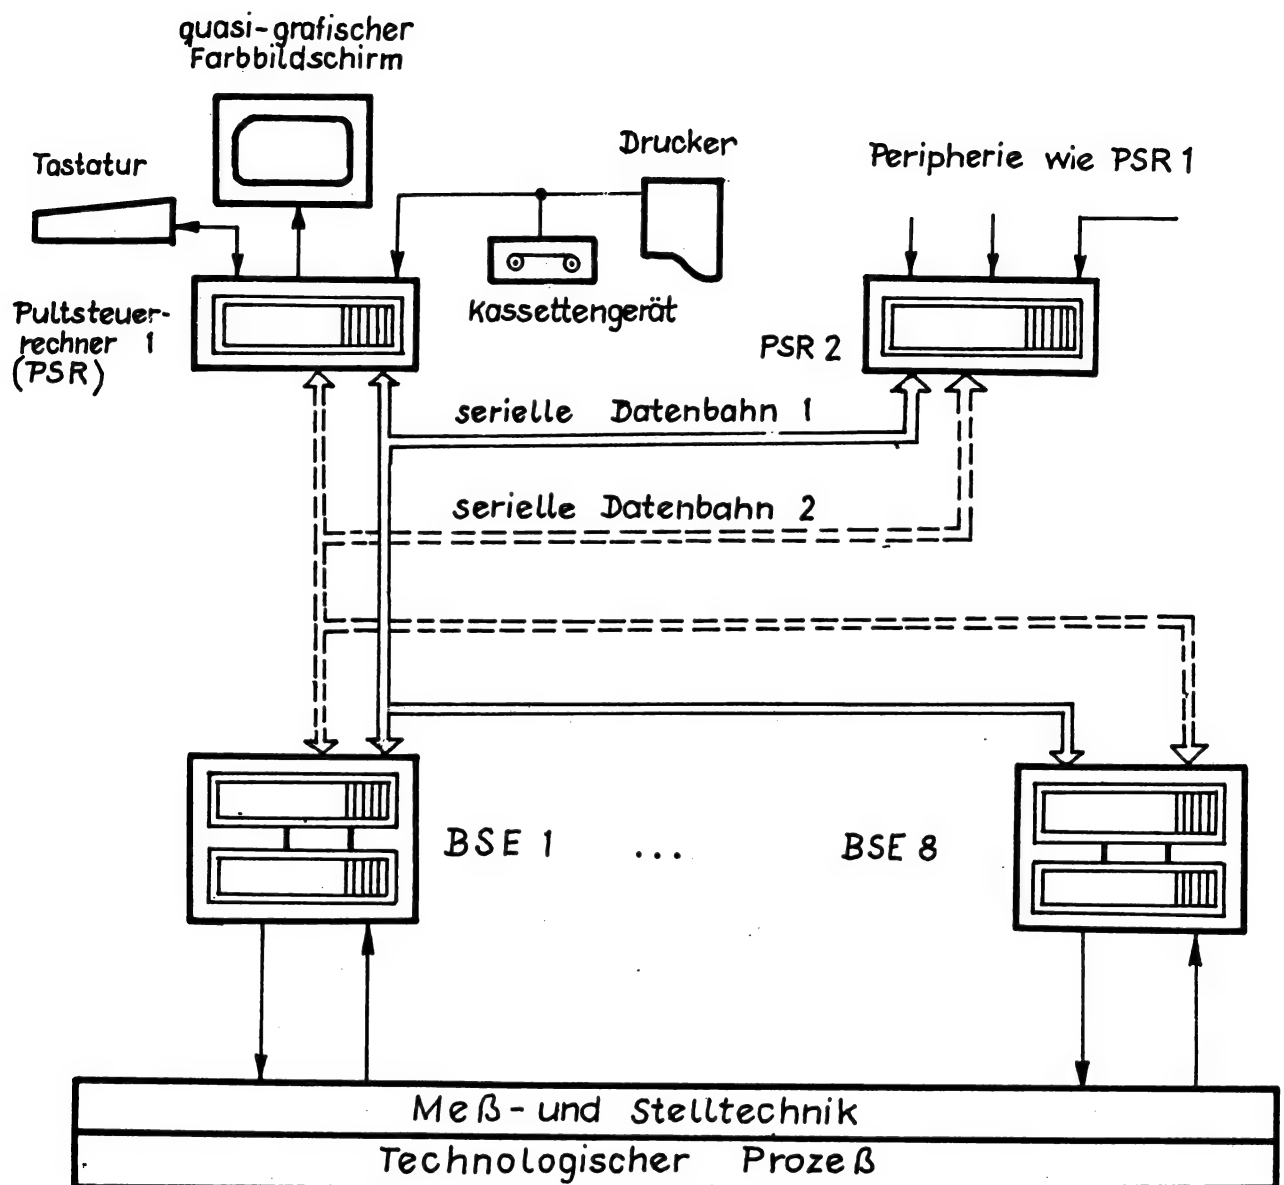 quasi-grafischer
Farbbildschirm
Tastatur
Drucker
Peripherie wie PSR 1
Kassettengerät
Pultsteuer-
rechner 1
(PSR)
PSR 2
serielle Datenbahn 1
serielle Datenbahn 2
BSE 1 ... BSE 8
Meß- und Stelltechnik
Technologischer Prozeß